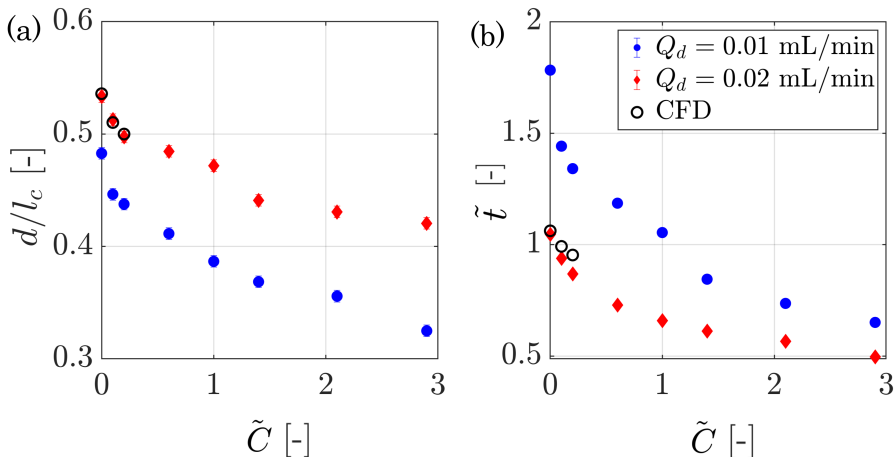 (a)
0.6
0.5
0.4
0.3
d/l_c [-]
0 1 2 3
C̃ [-]
(b)
2
1.5
1
0.5
t̃ [-]
Q_d = 0.01 mL/min
Q_d = 0.02 mL/min
CFD
0 1 2 3
C̃ [-]